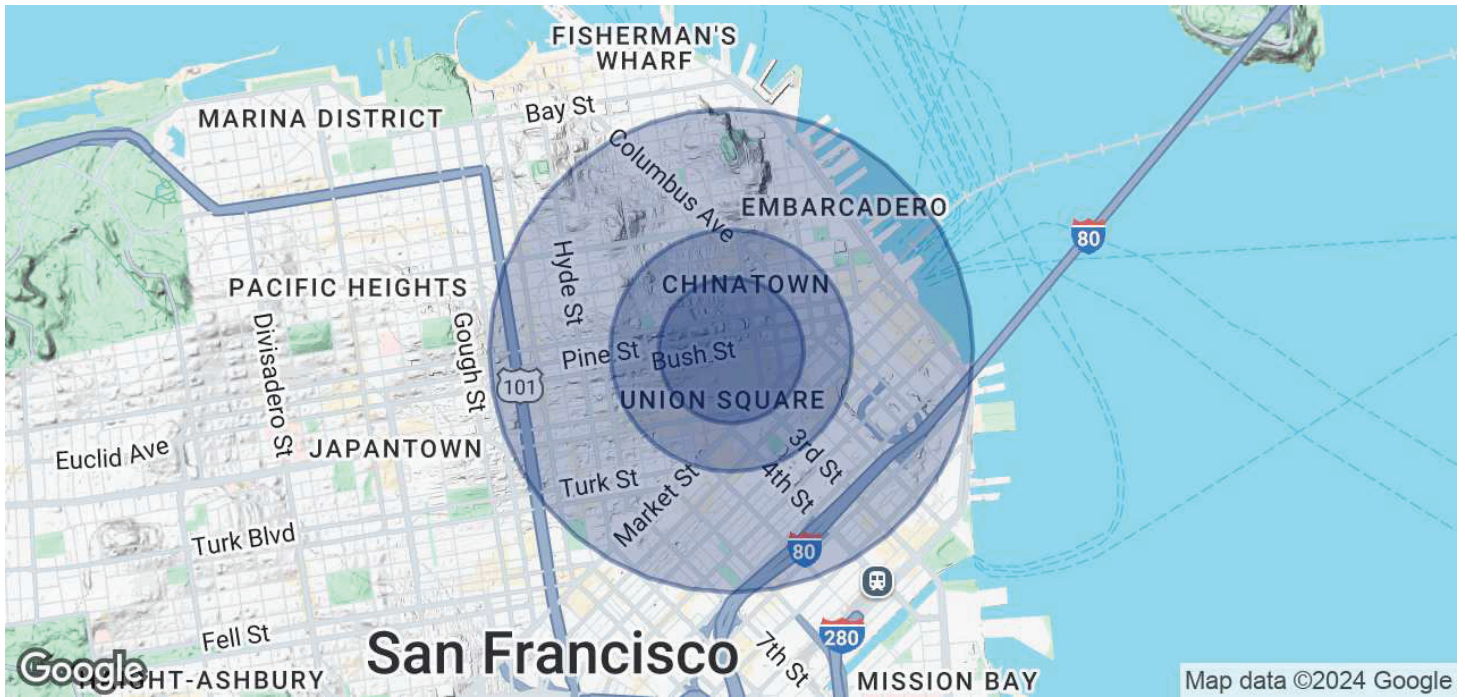 FISHERMAN'S
WHARF
Bay St
MARINA DISTRICT
Columbus Ave
EMBARCADERO
80
Hyde St
CHINATOWN
PACIFIC HEIGHTS
Divisadero St
Gough St
Pine St
Bush St
101
UNION SQUARE
Euclid Ave
JAPANTOWN
3rd St
4th St
Turk St
Market St
Turk Blvd
80
Fell St
San Francisco
280
7th St
Google
HAIGHT-ASHBURY
MISSION BAY
Map data ©2024 Google